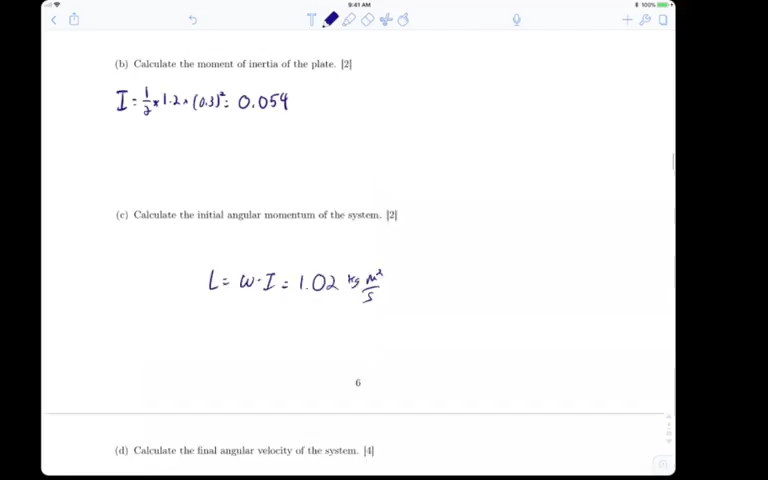 9:41 AM
100%
(b) Calculate the moment of inertia of the plate. [2]
I = 1/2 × 1.2 × (0.3)² = 0.054
(c) Calculate the initial angular momentum of the system. [2]
L = ω · I = 1.02 kg m²/s
6
(d) Calculate the final angular velocity of the system. [4]